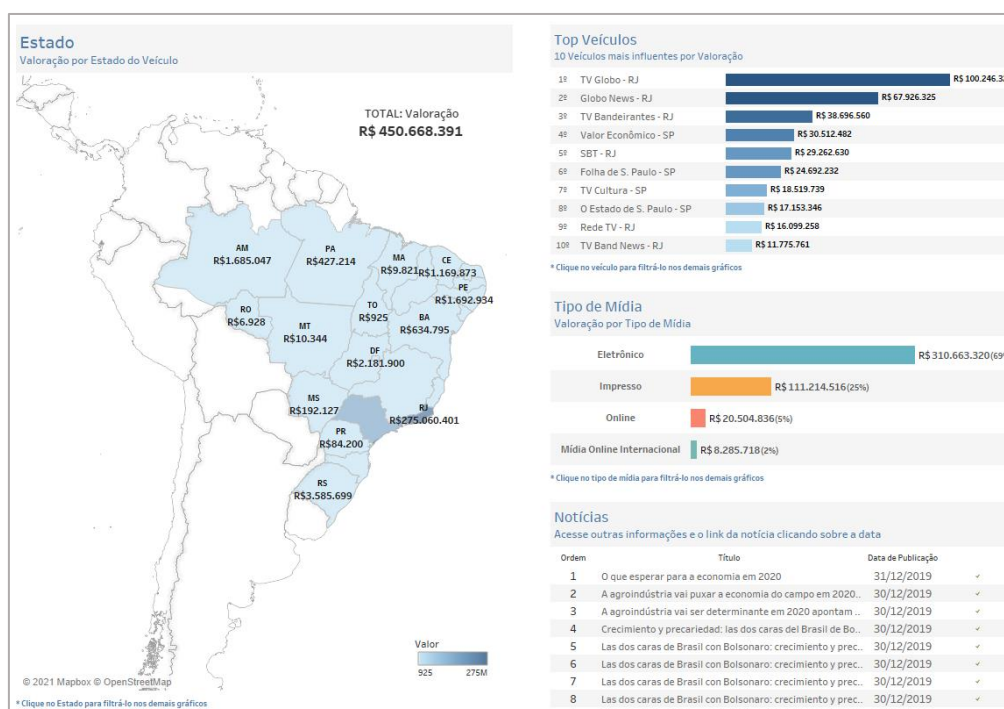 Estado
Valoração por Estado do Veículo
TOTAL: Valoração
R$ 450.668.391
AM
R$1.685.047
PA
R$427.214
MA
R$9.821
CE
R$1.169.873
PE
R$1.692.934
RO
R$6.928
TO
R$925
BA
R$634.795
MT
R$10.344
DF
R$2.181.900
MS
R$192.127
RJ
R$275.060.401
PR
R$84.200
RS
R$3.585.699
Valor
925 275M
© 2021 Mapbox © OpenStreetMap
* Clique no Estado para filtrá-lo nos demais gráficos
Top Veículos
10 Veículos mais influentes por Valoração
1º TV Globo - RJ R$ 100.246.3
2º Globo News - RJ R$ 67.926.325
3º TV Bandeirantes - RJ R$ 38.696.560
4º Valor Econômico - SP R$ 30.512.482
5º SBT - RJ R$ 29.262.630
6º Folha de S. Paulo - SP R$ 24.692.232
7º TV Cultura - SP R$ 18.519.739
8º O Estado de S. Paulo - SP R$ 17.153.346
9º Rede TV - RJ R$ 16.099.258
10º TV Band News - RJ R$ 11.775.761
* Clique no veículo para filtrá-lo nos demais gráficos
Tipo de Mídia
Valoração por Tipo de Mídia
Eletrônico R$ 310.663.320 (69%
Impresso R$ 111.214.516 (25%)
Online R$ 20.504.836 (5%)
Mídia Online Internacional R$ 8.285.718 (2%)
* Clique no tipo de mídia para filtrá-lo nos demais gráficos
Notícias
Acesse outras informações e o link da notícia clicando sobre a data
Ordem Título Data de Publicação
1 O que esperar para a economia em 2020 31/12/2019
2 A agroindústria vai puxar a economia do campo em 2020.. 30/12/2019
3 A agroindústria vai ser determinante em 2020 apontam .. 30/12/2019
4 Crecimiento y precariedad: las dos caras del Brasil de Bo.. 30/12/2019
5 Las dos caras de Brasil con Bolsonaro: crecimiento y prec.. 30/12/2019
6 Las dos caras de Brasil con Bolsonaro: crecimiento y prec.. 30/12/2019
7 Las dos caras de Brasil con Bolsonaro: crecimiento y prec.. 30/12/2019
8 Las dos caras de Brasil con Bolsonaro: crecimiento y prec.. 30/12/2019